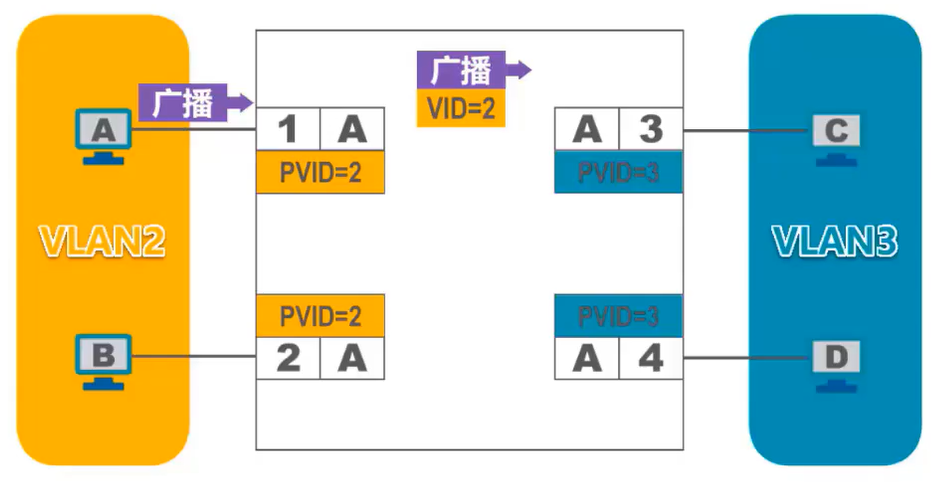 广播
VID=2
广播
A
1 A
PVID=2
A 3
PVID=3
C
VLAN2
VLAN3
PVID=2
2 A
B
PVID=3
A 4
D